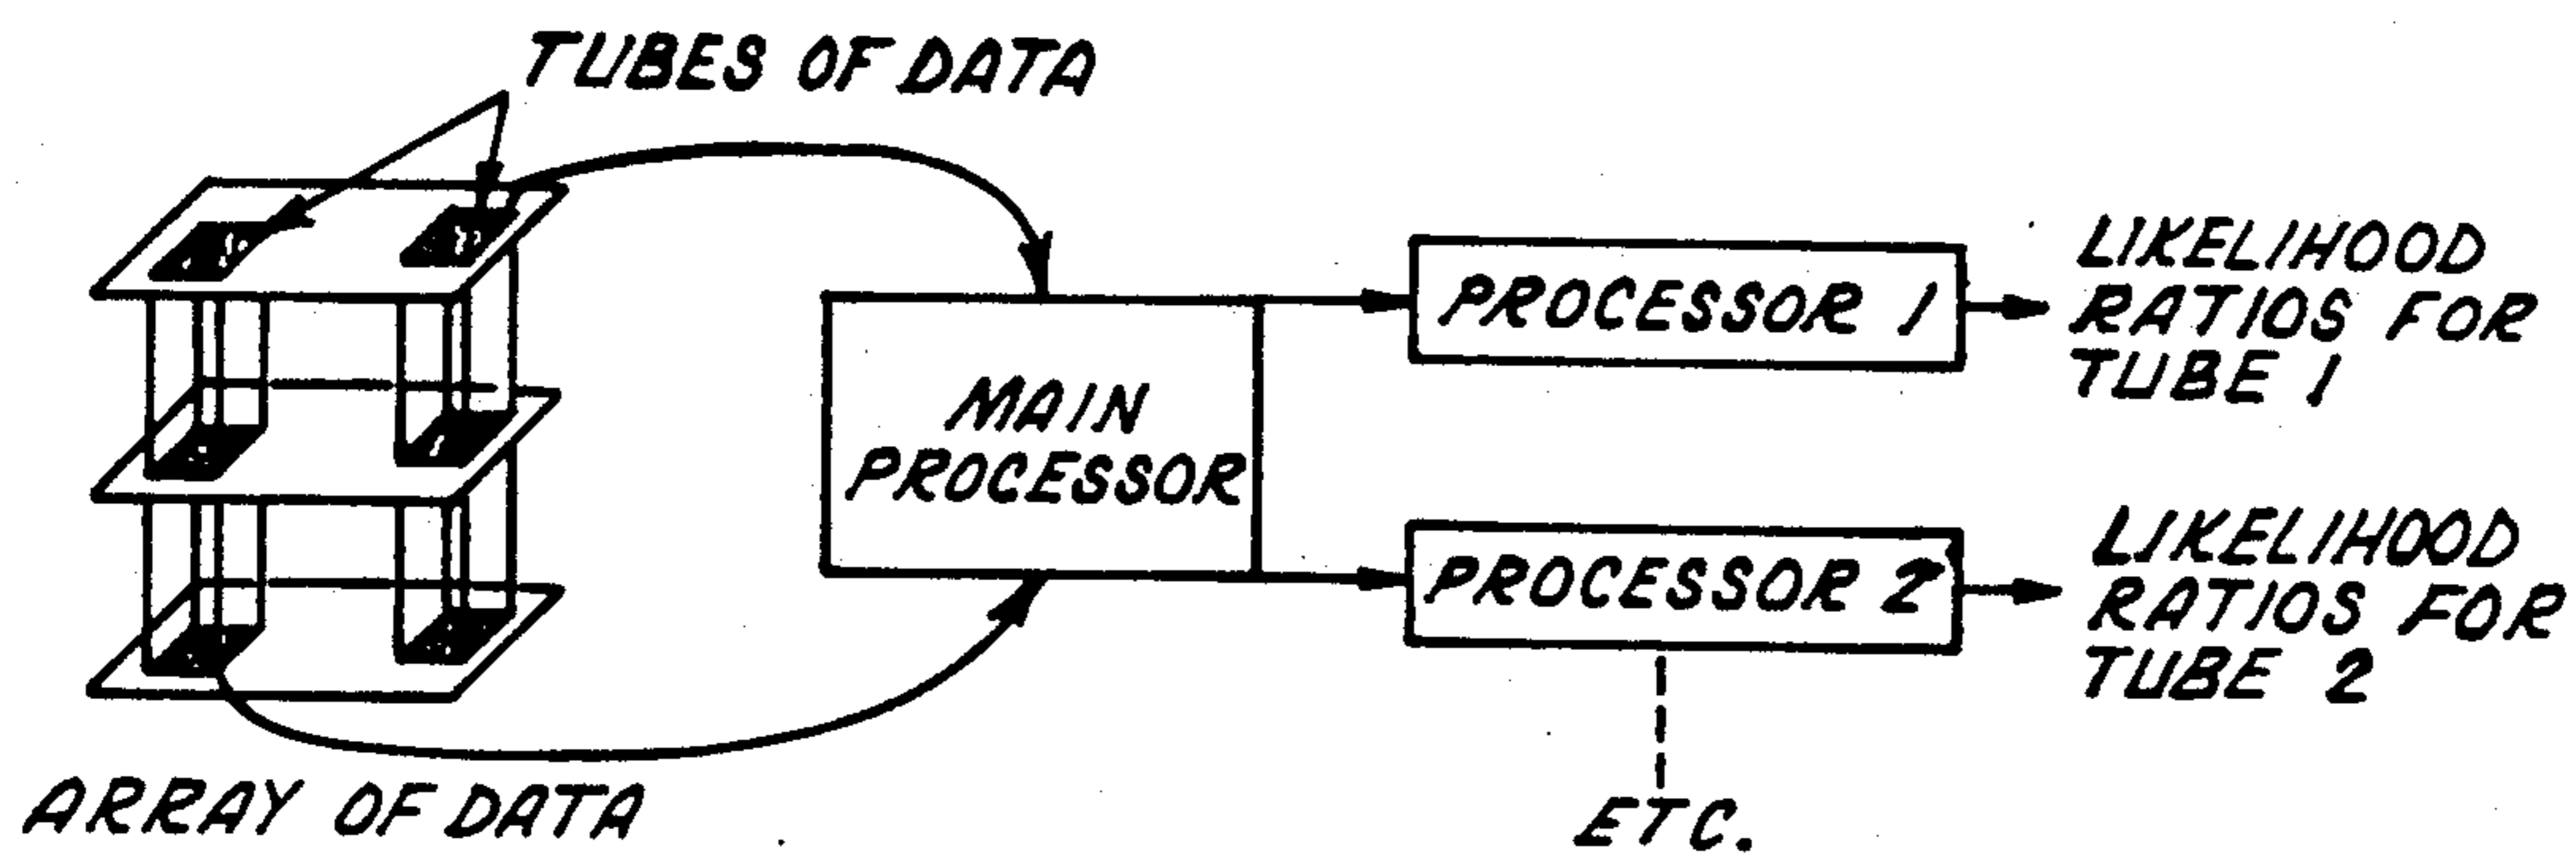 TUBES OF DATA
ARRAY OF DATA
MAIN
PROCESSOR
PROCESSOR 1
LIKELIHOOD
RATIOS FOR
TUBE 1
PROCESSOR 2
LIKELIHOOD
RATIOS FOR
TUBE 2
ETC.